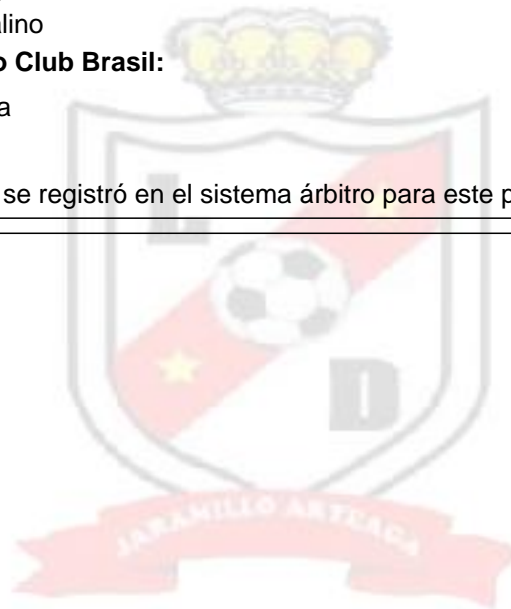 alino
o Club Brasil:
a
se registró en el sistema árbitro para este p
L
D
JARAMILLO ARTEAGA